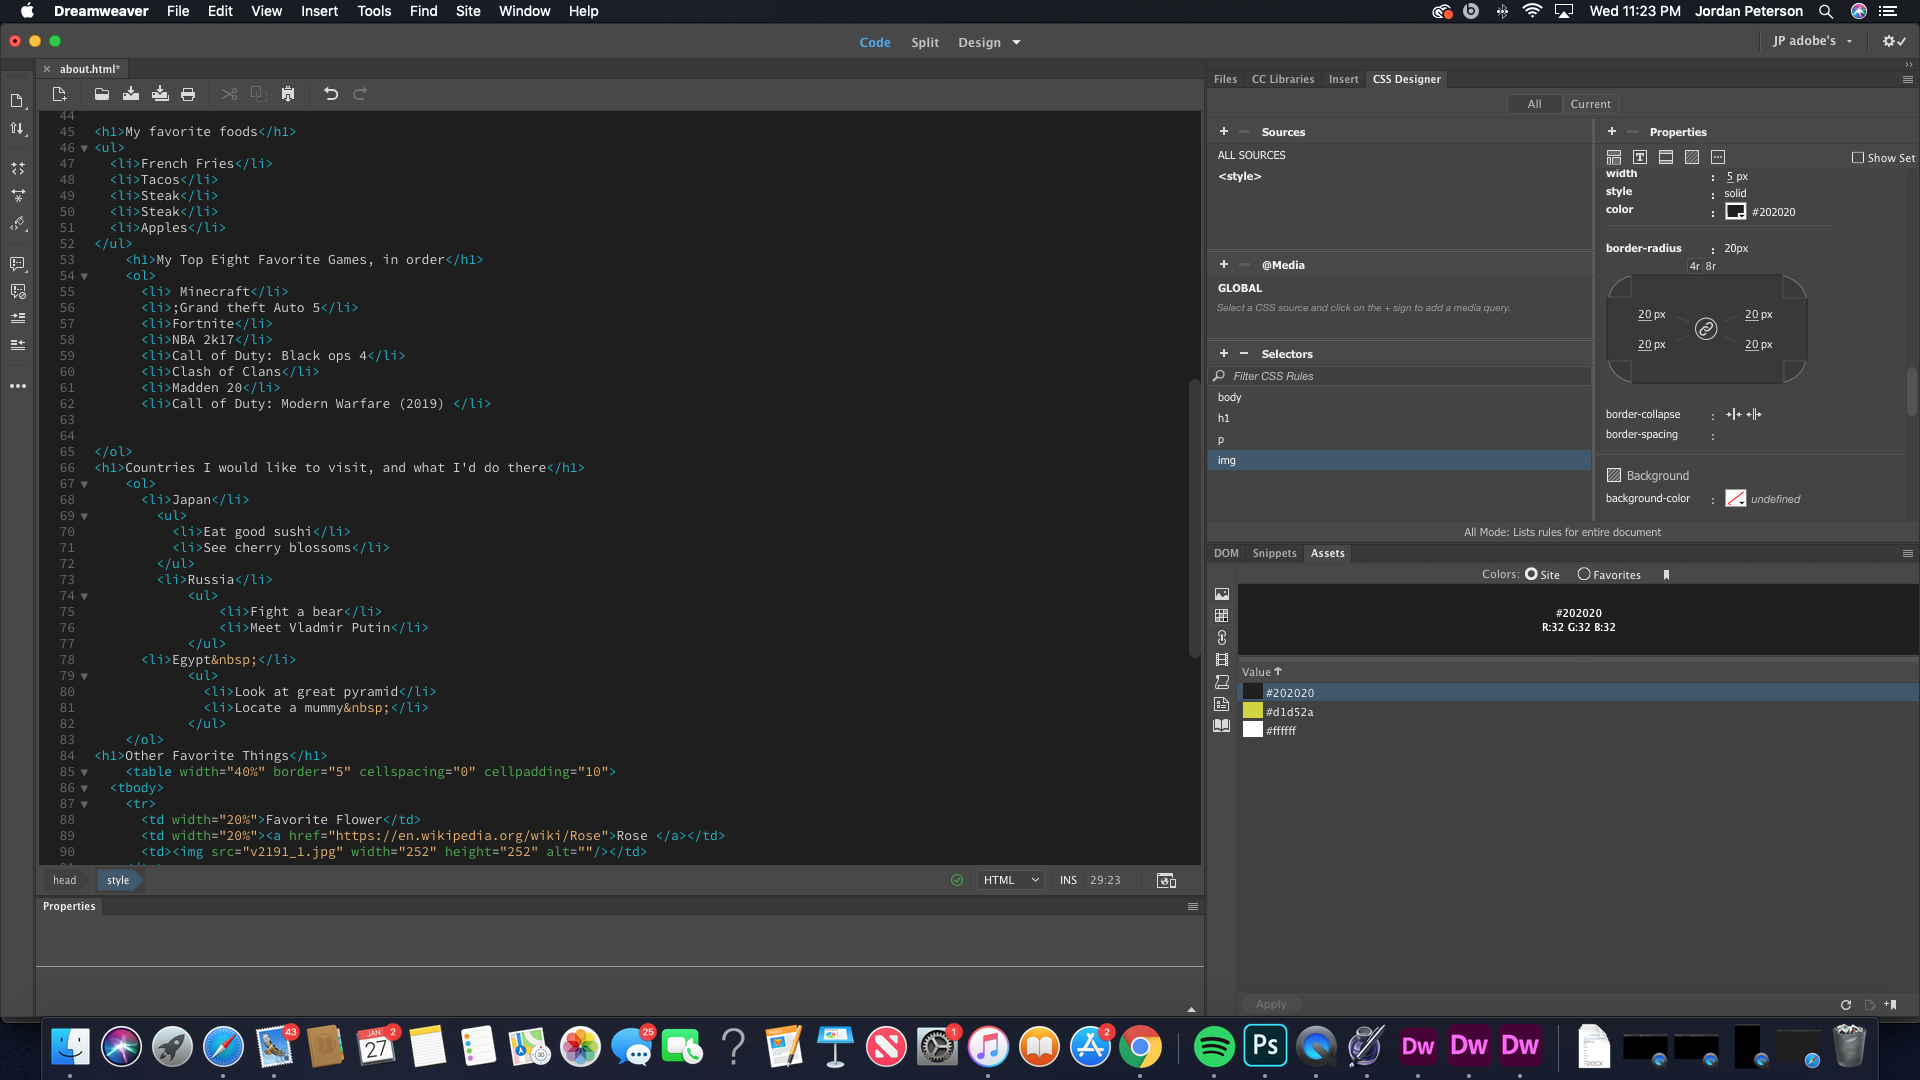 Dreamweaver File Edit View Insert Tools Find Site Window Help
Wed 11:23 PM Jordan Peterson
Code Split Design
JP adobe's
about.html*
44
45 <h1>My favorite foods</h1>
46 <ul>
47 <li>French Fries</li>
48 <li>Tacos</li>
49 <li>Steak</li>
50 <li>Steak</li>
51 <li>Apples</li>
52 </ul>
53 <h1>My Top Eight Favorite Games, in order</h1>
54 <ol>
55 <li> Minecraft</li>
56 <li>;Grand theft Auto 5</li>
57 <li>Fortnite</li>
58 <li>NBA 2k17</li>
59 <li>Call of Duty: Black ops 4</li>
60 <li>Clash of Clans</li>
61 <li>Madden 20</li>
62 <li>Call of Duty: Modern Warfare (2019) </li>
63
64
65 </ol>
66 <h1>Countries I would like to visit, and what I'd do there</h1>
67 <ol>
68 <li>Japan</li>
69 <ul>
70 <li>Eat good sushi</li>
71 <li>See cherry blossoms</li>
72 </ul>
73 <li>Russia</li>
74 <ul>
75 <li>Fight a bear</li>
76 <li>Meet Vladmir Putin</li>
77 </ul>
78 <li>Egypt&nbsp;</li>
79 <ul>
80 <li>Look at great pyramid</li>
81 <li>Locate a mummy&nbsp;</li>
82 </ul>
83 </ol>
84 <h1>Other Favorite Things</h1>
85 <table width="40%" border="5" cellspacing="0" cellpadding="10">
86 <tbody>
87 <tr>
88 <td width="20%">Favorite Flower</td>
89 <td width="20%"><a href="https://en.wikipedia.org/wiki/Rose">Rose </a></td>
90 <td><img src="v2191_1.jpg" width="252" height="252" alt=""/></td>
head style
HTML INS 29:23
Properties
Files CC Libraries Insert CSS Designer
All Current
+ Sources
ALL SOURCES
<style>
+ @Media
GLOBAL
Select a CSS source and click on the + sign to add a media query.
+ − Selectors
Filter CSS Rules
body
h1
p
img
+ Properties
Show Set
width : 5 px
style : solid
color : #202020
border-radius : 20px
4r 8r
20 px 20 px
20 px 20 px
border-collapse :
border-spacing :
Background
background-color : undefined
All Mode: Lists rules for entire document
DOM Snippets Assets
Colors: Site Favorites
#202020
R:32 G:32 B:32
Value
#202020
#d1d52a
#ffffff
Apply
43
JAN 2
27
25
1
2
Ps
Dw Dw Dw
DOCX